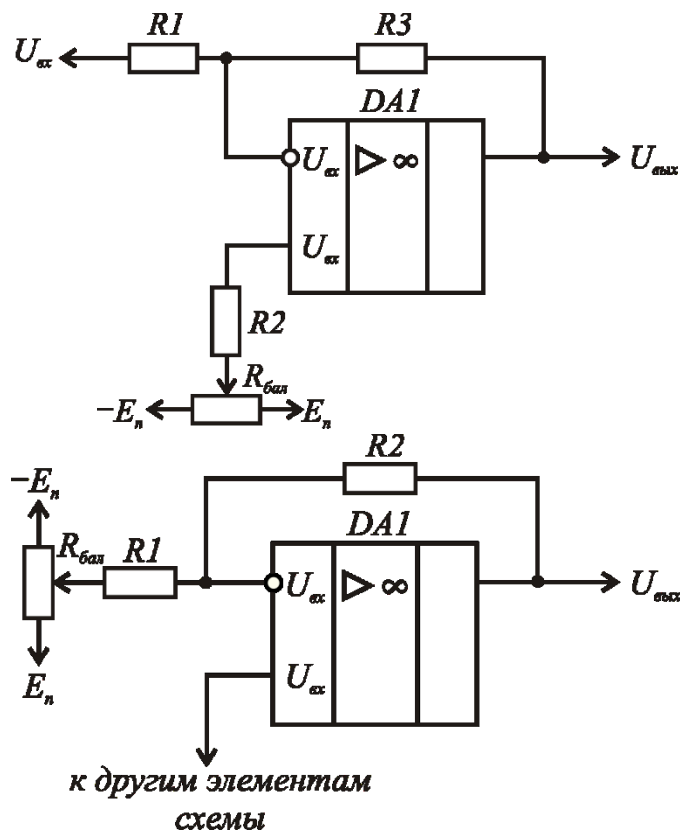 R1
R3
U вх
DA1
U вх
▷ ∞
U вых
U вх
R2
R бал
−E п
E п
R2
−E п
DA1
R бал
R1
U вх
▷ ∞
U вых
U вх
E п
к другим элементам
схемы